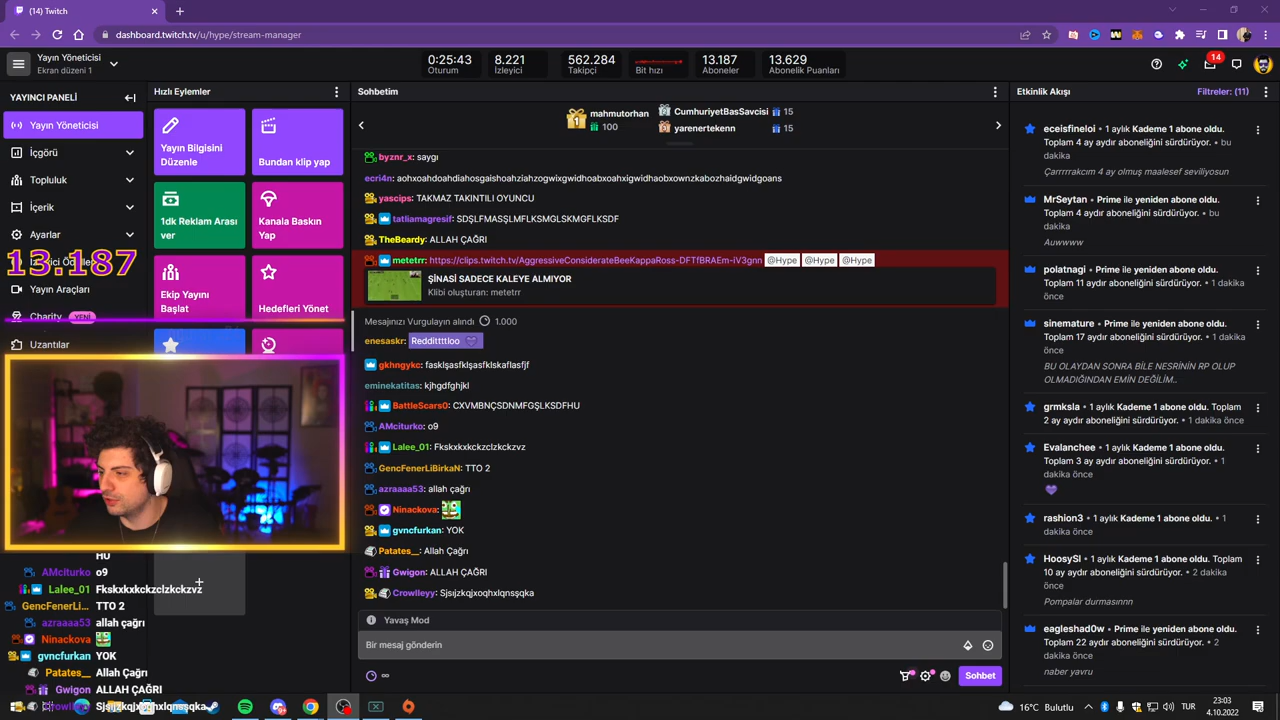 (14) Twitch
dashboard.twitch.tv/u/hype/stream-manager
Yayın Yöneticisi
Ekran düzeni 1
0:25:43
Oturum
8.221
İzleyici
562.284
Takipçi
Bit hızı
13.187
Aboneler
13.629
Abonelik Puanları
14
YAYINCI PANELİ
Yayın Yöneticisi
İçgörü
Topluluk
İçerik
Ayarlar
13.187
Yayın Araçları
Charity YENİ
Uzantılar
Hızlı Eylemler
Yayın Bilgisini
Düzenle
Bundan klip yap
1dk Reklam Arası
ver
Kanala Baskın
Yap
Ekip Yayını
Başlat
Hedefleri Yönet
HU
AMciturko o9
Lalee_01 Fkskxkxkckzclzkckzvz
GencFenerLi... TTO 2
azraaaa53 allah çağrı
Ninackova
gvncfurkan YOK
Patates__ Allah Çağrı
Gwigon ALLAH ÇAĞRI
Crowlleyy Sjsıjzkqjxoqhxlqnsqka
Sohbetim
1
mahmutorhan
100
CumhuriyetBasSavcisi 15
yarenertekenn 15
byznr_x: saygı
ecri4n: aohxoahdoahdiahosgaishoahziahzogwixgwidhoabxoahxigwidhaobxownzkabozhaidgwidgoans
yascips: TAKMAZ TAKINTILI OYUNCU
tatliamagresif: SDŞLFMASŞLMFLKSMGLSKMGFLKSDF
TheBeardy: ALLAH ÇAĞRI
metetrr: https://clips.twitch.tv/AggressiveConsiderateBeeKappaRoss-DFTfBRAEm-iV3gnn @Hype @Hype @Hype
ŞİNASİ SADECE KALEYE ALMIYOR
Klibi oluşturan: metetrr
Mesajınızı Vurgulayın alındı 1.000
enesaskr: Redditttloo
gkhngykc: fasklşasfklşasfklskaflasfjf
eminekatitas: kjhgdfghjkl
BattleScars0: CXVMBNÇSDNMFGŞLKSDFHU
AMciturko: o9
Lalee_01: Fkskxkxkckzclzkckzvz
GencFenerLiBirkaN: TTO 2
azraaaa53: allah çağrı
Ninackova:
gvncfurkan: YOK
Patates__: Allah Çağrı
Gwigon: ALLAH ÇAĞRI
Crowlleyy: Sjsıjzkqjxoqhxlqnsqka
Yavaş Mod
Bir mesaj gönderin
Sohbet
Etkinlik Akışı
Filtreler: (11)
eceisfineloi • 1 aylık Kademe 1 abone oldu.
Toplam 4 ay aydır aboneliğini sürdürüyor. • bu
dakika
Çarrrrrakcım 4 ay olmuş maalesef seviliyosun
MrSeytan • Prime ile yeniden abone oldu.
Toplam 4 aydır aboneliğini sürdürüyor. • bu
dakika
Auwwww
polatnagi • Prime ile yeniden abone oldu.
Toplam 11 aydır aboneliğini sürdürüyor. • 1 dakika
önce
sinemature • Prime ile yeniden abone oldu.
Toplam 17 aydır aboneliğini sürdürüyor. • 1 dakika
önce
BU OLAYDAN SONRA BİLE NESRİNİN RP OLUP
OLMADIĞINDAN EMİN DEĞİLİM..
grmksla • 1 aylık Kademe 1 abone oldu. Toplam
2 ay aydır aboneliğini sürdürüyor. • 1 dakika önce
Evalanchee • 1 aylık Kademe 1 abone oldu.
Toplam 3 ay aydır aboneliğini sürdürüyor. • 1
dakika önce
rashion3 • 1 aylık Kademe 1 abone oldu. • 1
dakika önce
HoosySl • 1 aylık Kademe 1 abone oldu. Toplam
10 ay aydır aboneliğini sürdürüyor. • 2 dakika
önce
Pompalar durmasınnn
eagleshad0w • Prime ile yeniden abone oldu.
Toplam 22 aydır aboneliğini sürdürüyor. • 2
dakika önce
naber yavru
16°C Bulutlu
TUR
23:03
4.10.2022